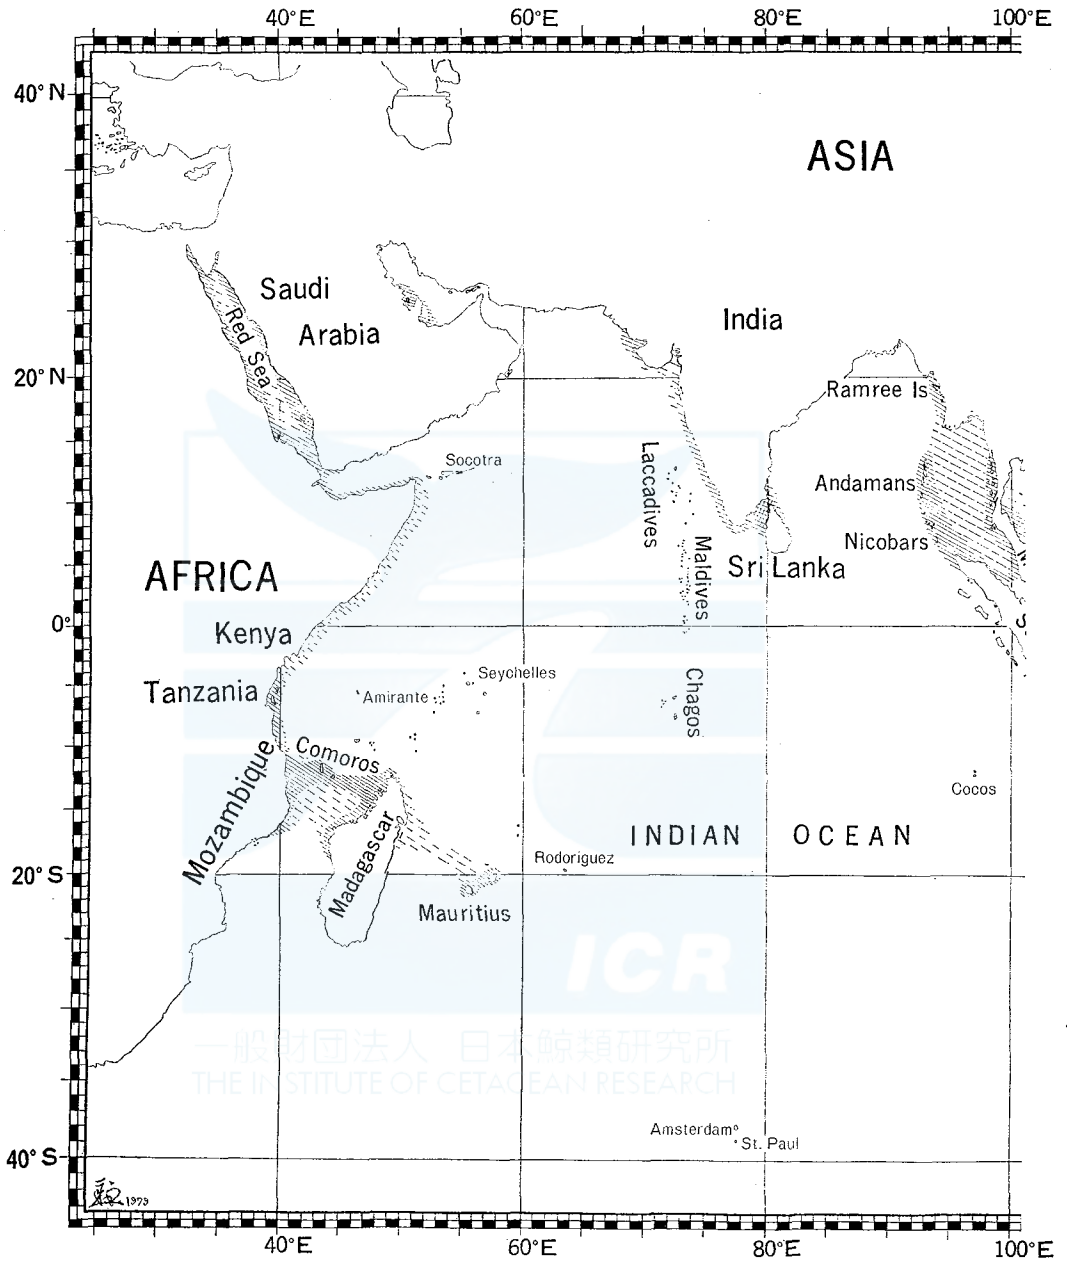 40°E 60°E 80°E 100°E
40°N
ASIA
Saudi
Arabia
India
Red Sea
20°N
Ramree Is
Socotra
Laccadives
Andamans
Nicobars
Maldives
Sri Lanka
AFRICA
0°
Kenya
Seychelles
Tanzania
Amirante
Chagos
Comoros
Mozambique
Cocos
INDIAN OCEAN
Madagascar
Rodoriguez
20°S
Mauritius
ICR
一般財団法人 日本鯨類研究所
THE INSTITUTE OF CETACEAN RESEARCH
Amsterdam
St. Paul
40°S
1979
40°E 60°E 80°E 100°E